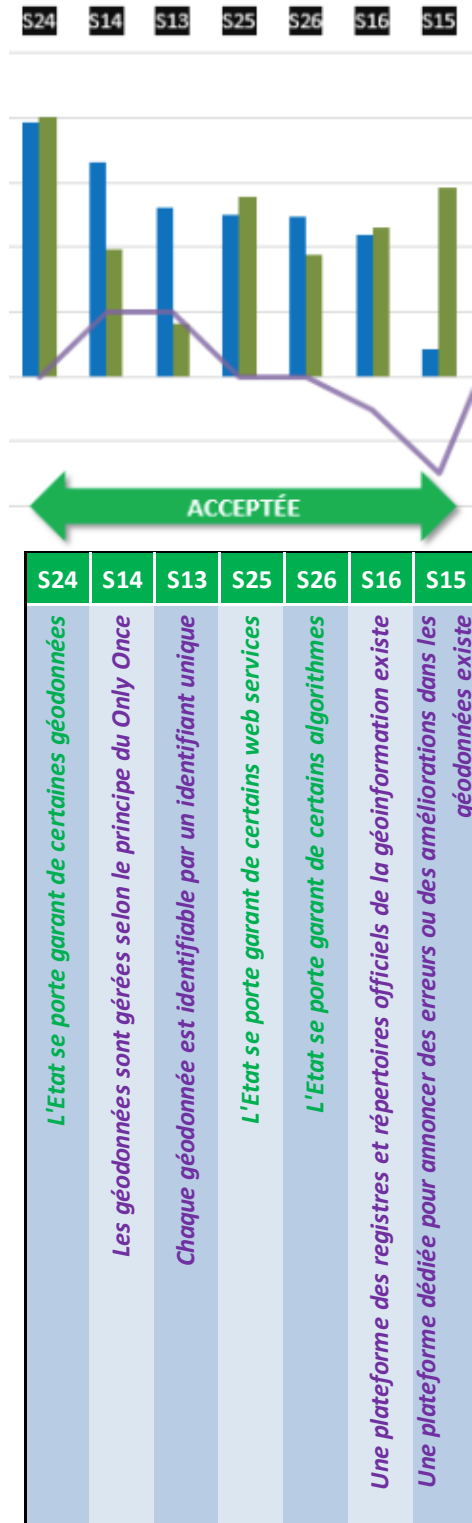 S24 S14 S13 S25 S26 S16 S15
ACCEPTÉE
S24 S14 S13 S25 S26 S16 S15
L'Etat se porte garant de certaines géodonnées
Les géodonnées sont gérées selon le principe du Only Once
Chaque géodonnée est identifiable par un identifiant unique
L'Etat se porte garant de certains web services
L'Etat se porte garant de certains algorithmes
Une plateforme des registres et répertoires officiels de la géoinformation existe
Une plateforme dédiée pour annoncer des erreurs ou des améliorations dans les
géodonnées existe